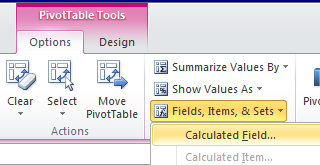 PivotTable Tools
Options
Design
Clear
Select
Move
PivotTable
Actions
Summarize Values By
Show Values As
Fields, Items, & Sets
Calculated Field...
Calculated Item...